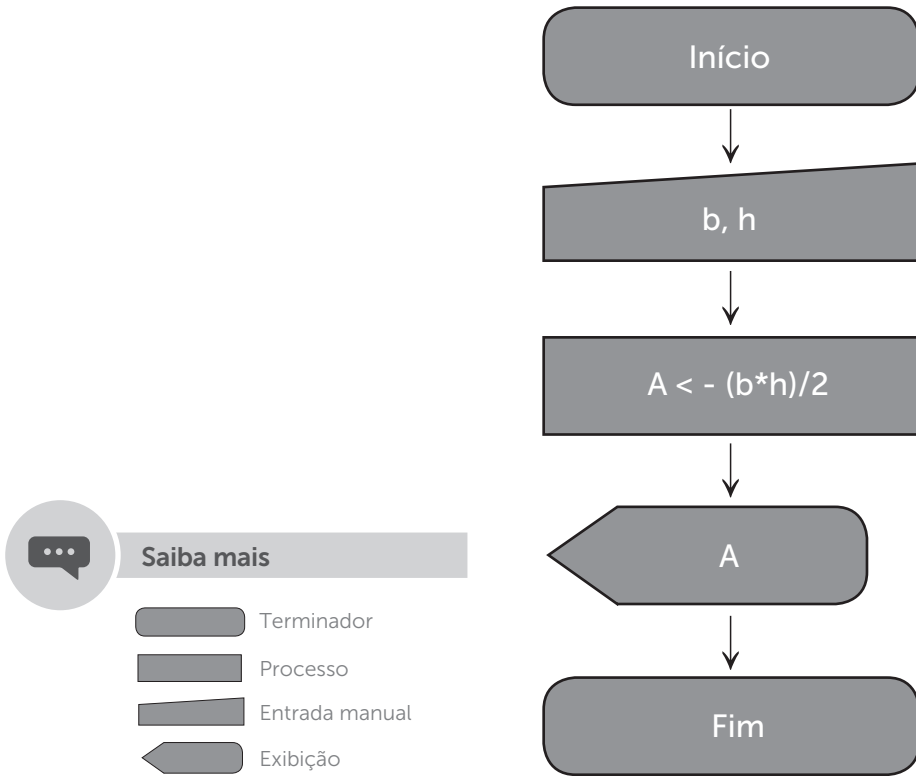 Início
b, h
A < - (b*h)/2
A
Fim
Saiba mais
Terminador
Processo
Entrada manual
Exibição